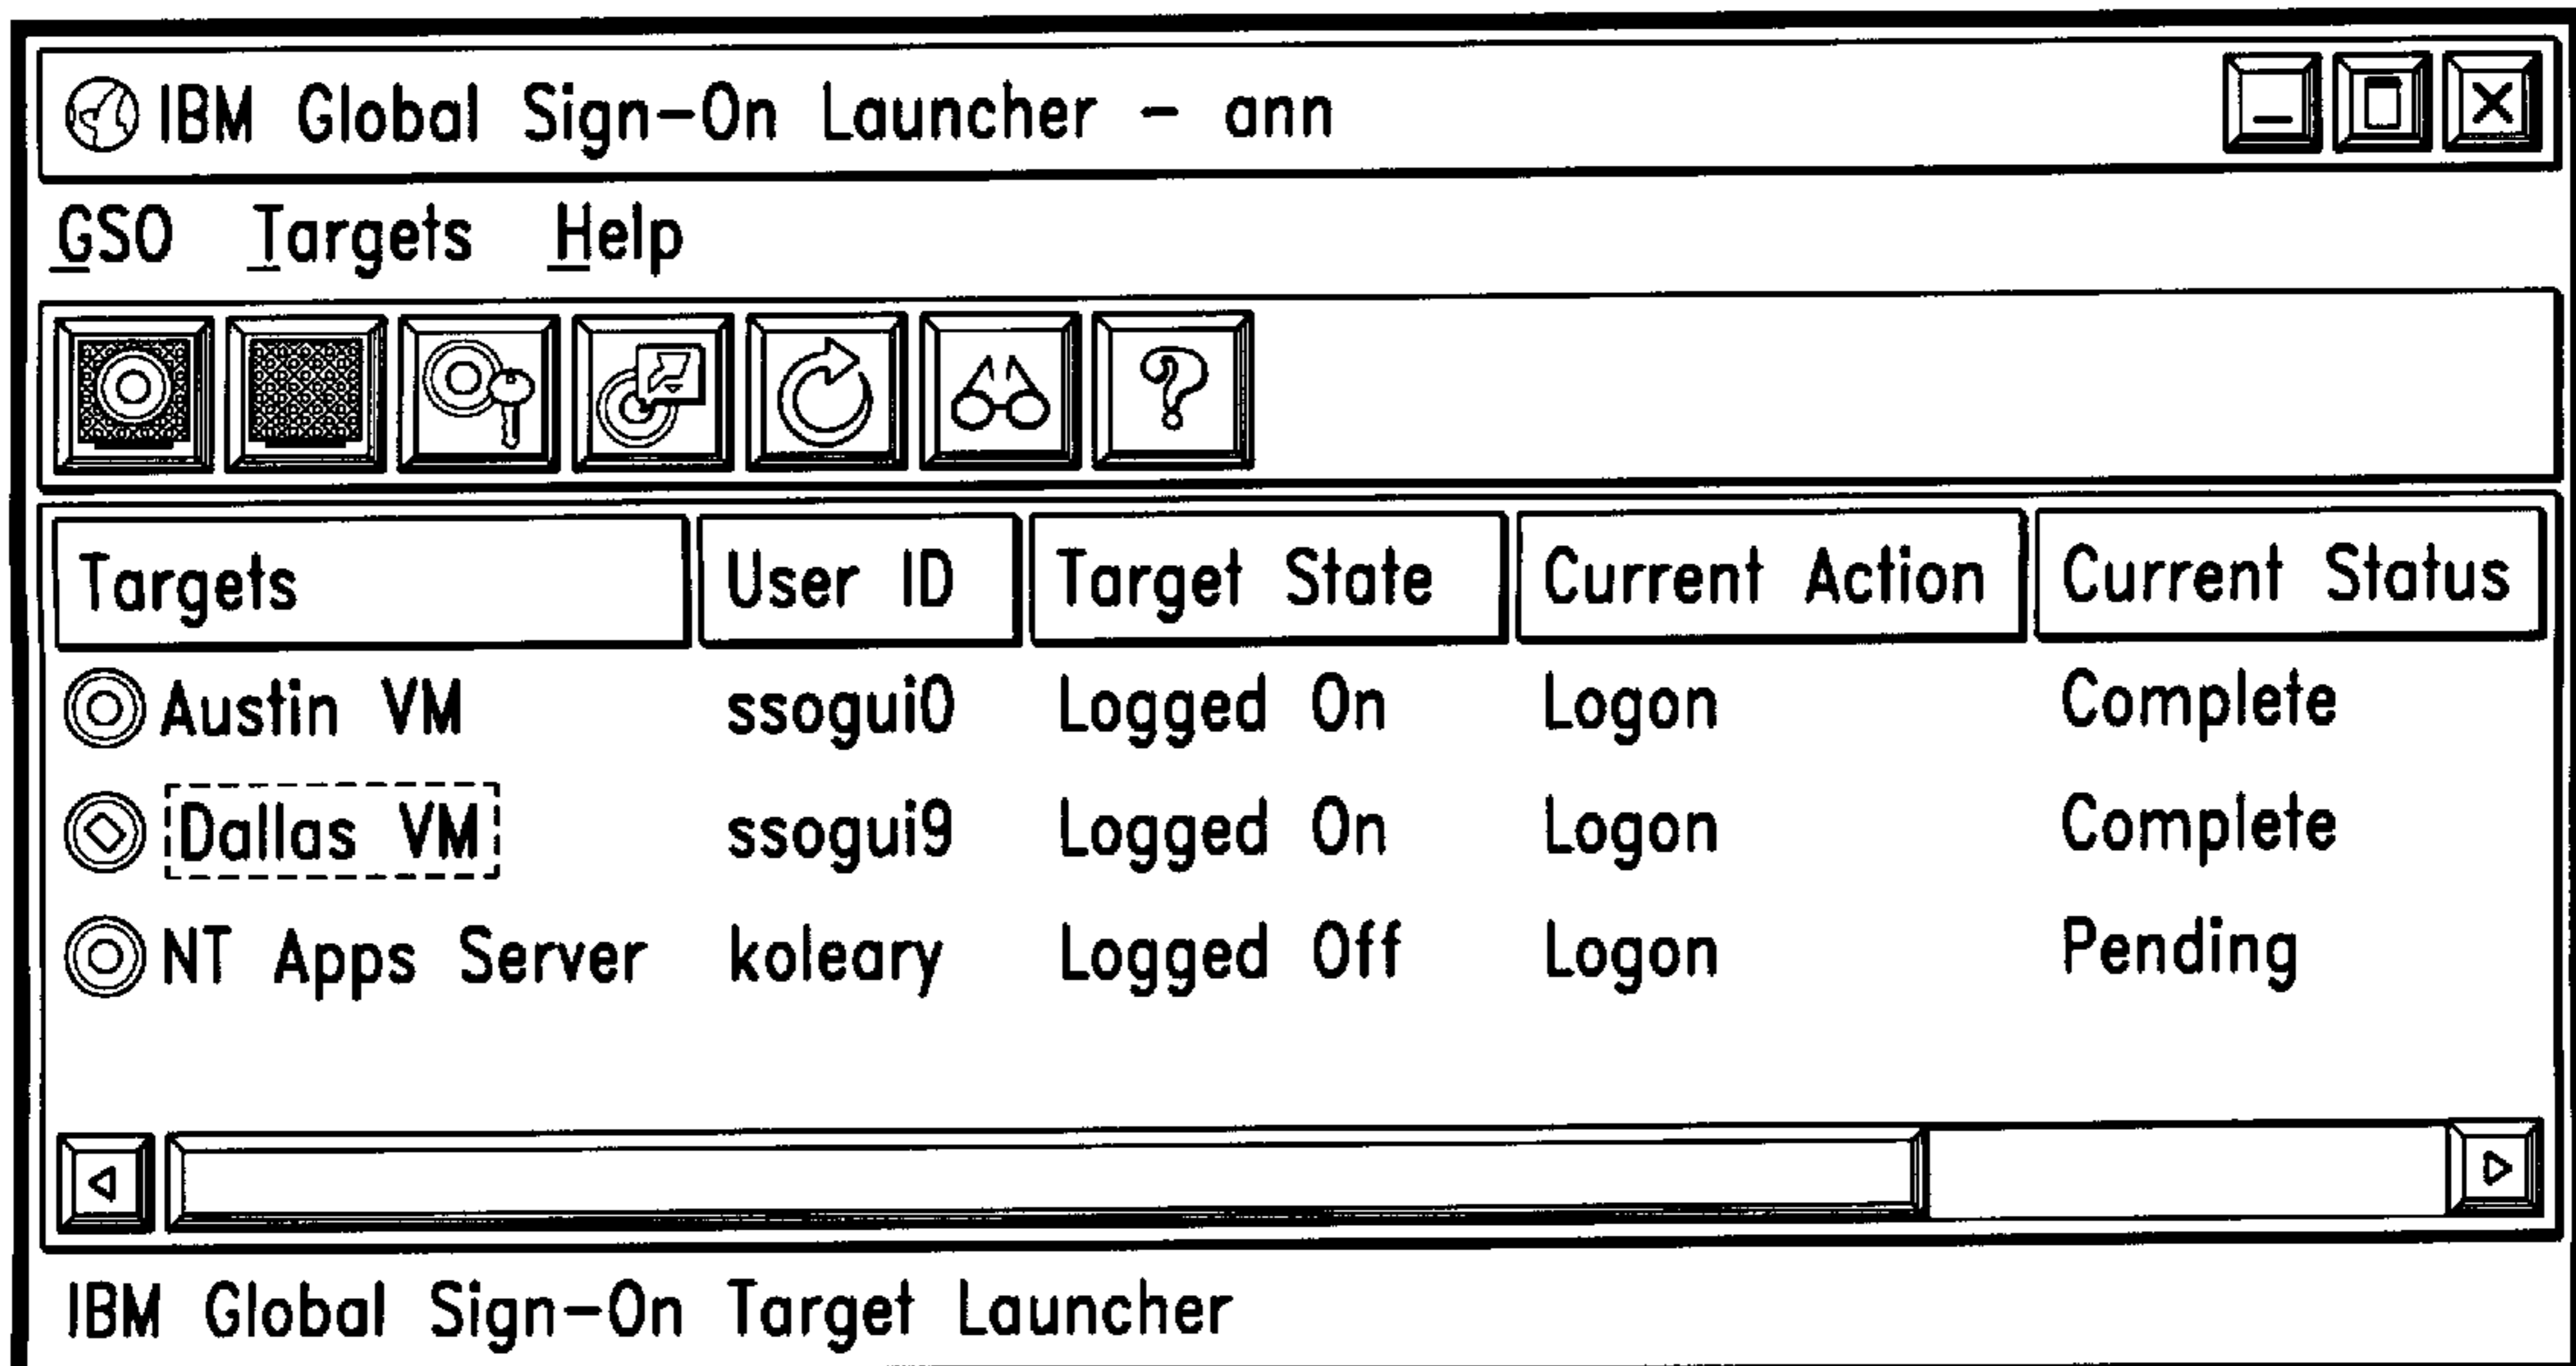 IBM Global Sign-On Launcher - ann
GSO Targets Help
Targets User ID Target State Current Action Current Status
Austin VM ssogui0 Logged On Logon Complete
Dallas VM ssogui9 Logged On Logon Complete
NT Apps Server koleary Logged Off Logon Pending
IBM Global Sign-On Target Launcher